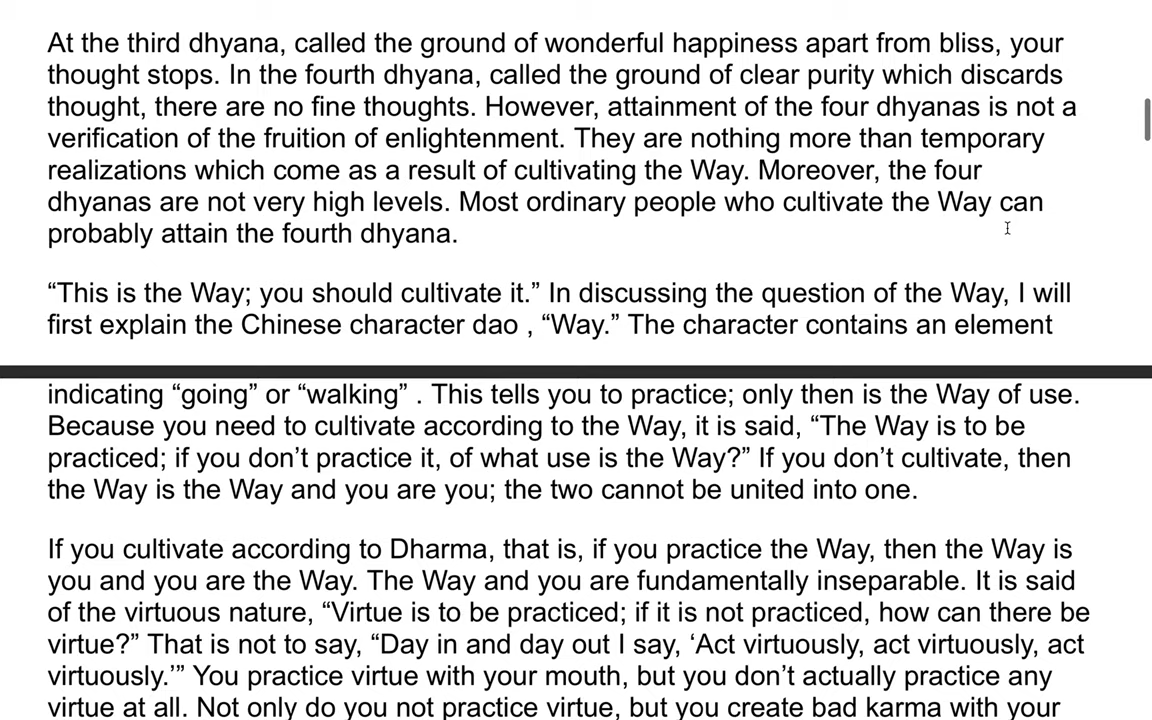 At the third dhyana, called the ground of wonderful happiness apart from bliss, your
thought stops. In the fourth dhyana, called the ground of clear purity which discards
thought, there are no fine thoughts. However, attainment of the four dhyanas is not a
verification of the fruition of enlightenment. They are nothing more than temporary
realizations which come as a result of cultivating the Way. Moreover, the four
dhyanas are not very high levels. Most ordinary people who cultivate the Way can
probably attain the fourth dhyana.
“This is the Way; you should cultivate it.” In discussing the question of the Way, I will
first explain the Chinese character dao , “Way.” The character contains an element
indicating “going” or “walking” . This tells you to practice; only then is the Way of use.
Because you need to cultivate according to the Way, it is said, “The Way is to be
practiced; if you don’t practice it, of what use is the Way?” If you don’t cultivate, then
the Way is the Way and you are you; the two cannot be united into one.
If you cultivate according to Dharma, that is, if you practice the Way, then the Way is
you and you are the Way. The Way and you are fundamentally inseparable. It is said
of the virtuous nature, “Virtue is to be practiced; if it is not practiced, how can there be
virtue?” That is not to say, “Day in and day out I say, ‘Act virtuously, act virtuously, act
virtuously.’” You practice virtue with your mouth, but you don’t actually practice any
virtue at all. Not only do you not practice virtue, but you create bad karma with your